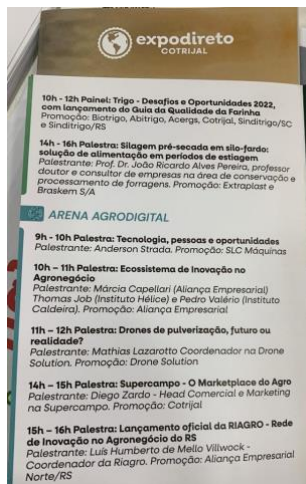 expodireto
COTRIJAL
10h - 12h Painel: Trigo - Desafios e Oportunidades 2022,
com lançamento do Guia da Qualidade da Farinha
Promoção: Biotrigo, Abitrigo, Acergs, Cotrijal, Sinditrigo/SC
e Sinditrigo/RS
14h - 16h Palestra: Silagem pré-secada em silo-fardo:
solução de alimentação em períodos de estiagem
Palestrante: Prof. Dr. João Ricardo Alves Pereira, professor
doutor e consultor de empresas na área de conservação e
processamento de forragens. Promoção: Extraplast e
Braskem S/A
ARENA AGRODIGITAL
9h - 10h Palestra: Tecnologia, pessoas e oportunidades
Palestrante: Anderson Strada. Promoção: SLC Máquinas
10h – 11h Palestra: Ecossistema de Inovação no
Agronegócio
Palestrante: Márcia Capellari (Aliança Empresarial)
Thomas Job (Instituto Hélice) e Pedro Valério (Instituto
Caldeira). Promoção: Aliança Empresarial
11h – 12h Palestra: Drones de pulverização, futuro ou
realidade?
Palestrante: Mathias Lazarotto Coordenador na Drone
Solution. Promoção: Drone Solution
14h – 15h Palestra: Supercampo - O Marketplace do Agro
Palestrante: Diego Zardo - Head Comercial e Marketing
na Supercampo. Promoção: Cotrijal
15h – 16h Palestra: Lançamento oficial da RIAGRO - Rede
de Inovação no Agronegócio do RS
Palestrante: Luís Humberto de Mello Villwock -
Coordenador da Riagro. Promoção: Aliança Empresarial
Norte/RS